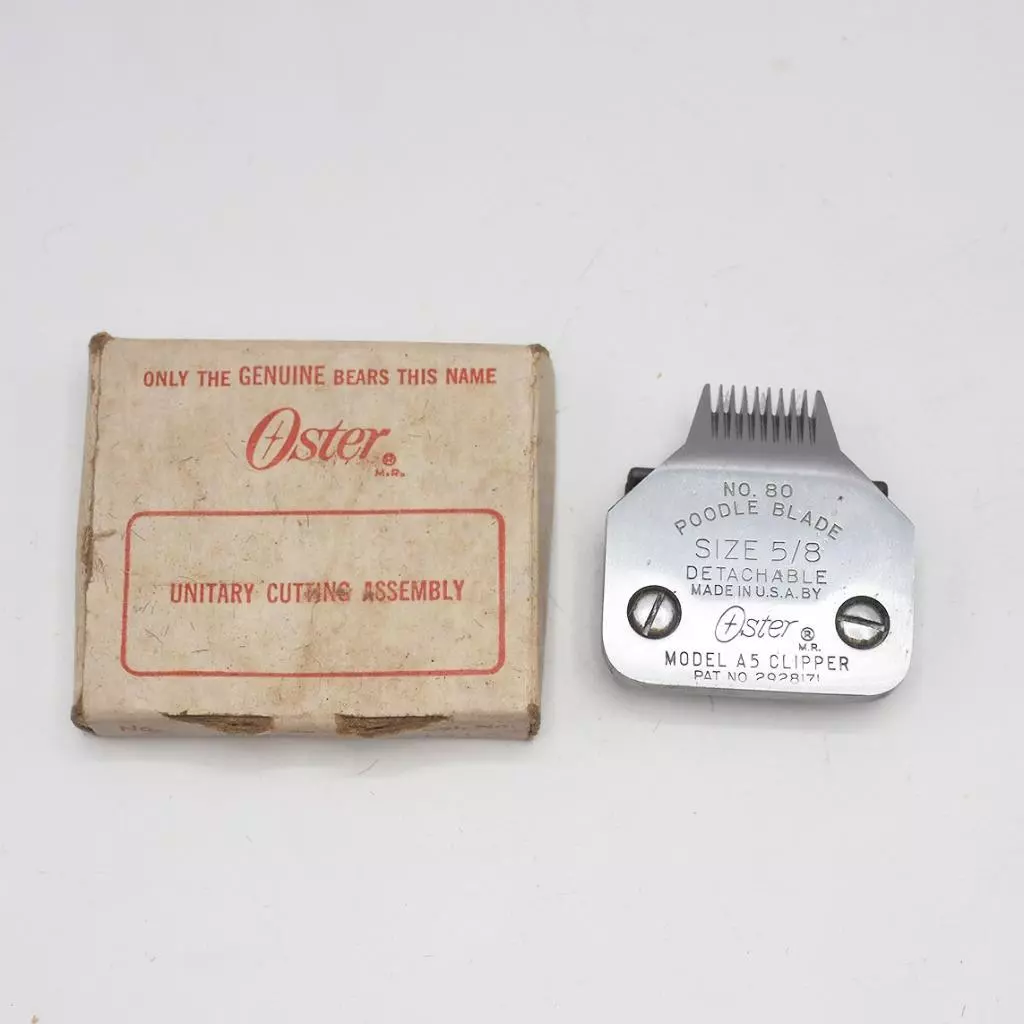 ONLY THE GENUINE BEARS THIS NAME
Oster®
M.R.
UNITARY CUTTING ASSEMBLY
No.
NO. 80
POODLE BLADE
SIZE 5/8
DETACHABLE
MADE IN U.S.A. BY
Oster ®
M.R.
MODEL A5 CLIPPER
PAT NO 2928171